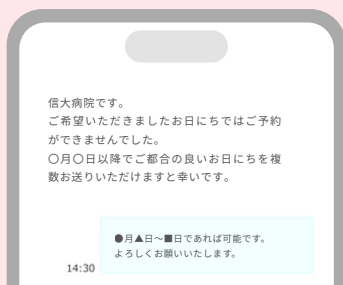 信大病院です。
ご希望いただきましたお日にちではご予約
ができませんでした。
〇月〇日以降でご都合の良いお日にちを複
数お送りいただけますと幸いです。
●月▲日～■日であれば可能です。
よろしくお願いいたします。
14:30